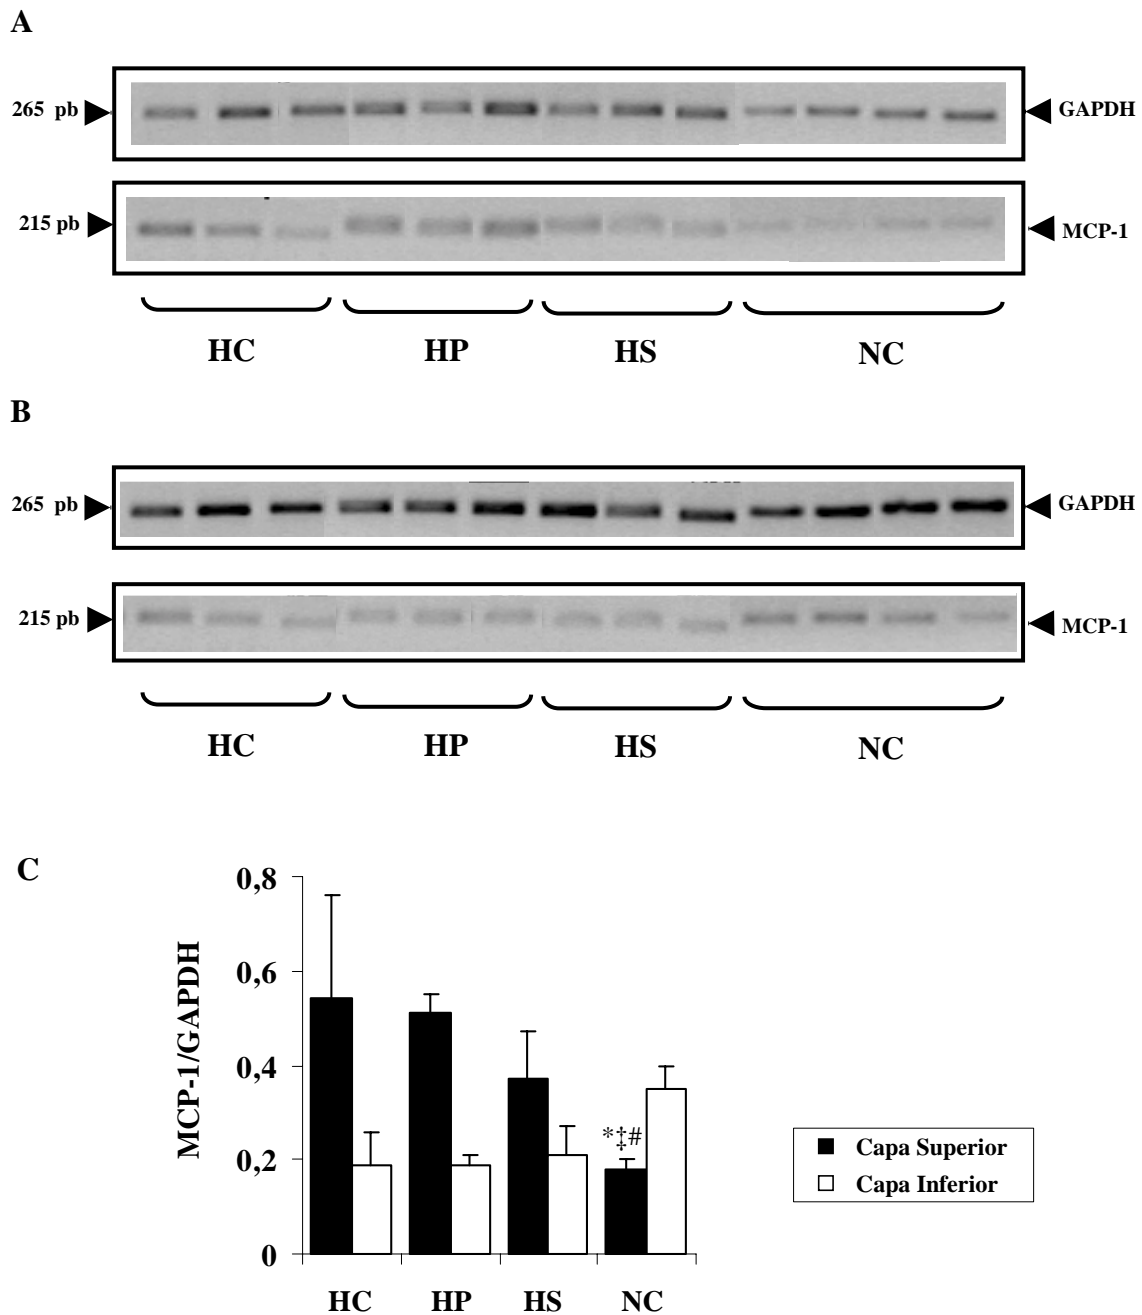 A
265 pb GAPDH
215 pb MCP-1
HC HP HS NC
B
265 pb GAPDH
215 pb MCP-1
HC HP HS NC
C
MCP-1/GAPDH
0,8
0,6
0,4
0,2
0
*‡#
HC HP HS NC
Capa Superior
Capa Inferior